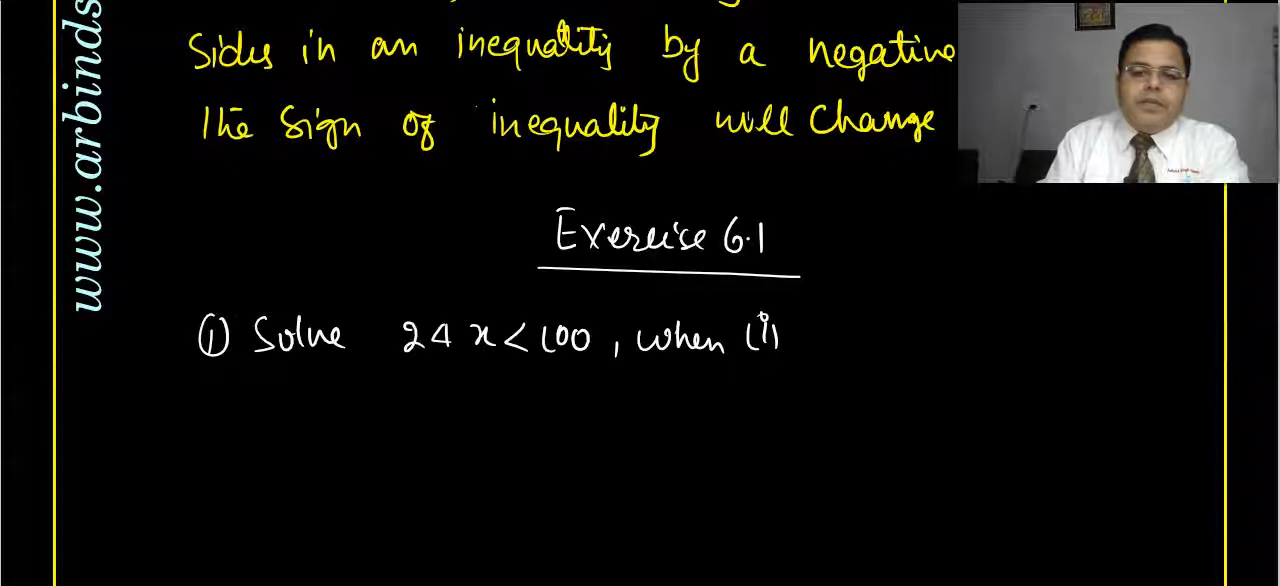 www.arbinds
Sides in an inequality by a negative
The Sign of inequality will Change
Exercise 6.1
① Solve 24 x < 100 , when (i)